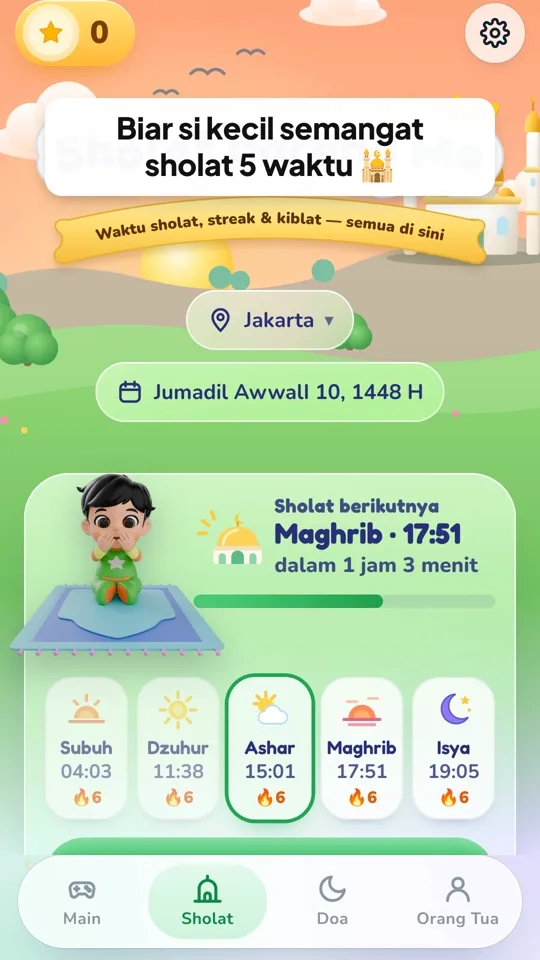 0
Biar si kecil semangat
sholat 5 waktu 🕌
Waktu sholat, streak & kiblat — semua di sini
Jakarta ▾
Jumadil Awwall 10, 1448 H
Sholat berikutnya
Maghrib · 17:51
dalam 1 jam 3 menit
Subuh Dzuhur Ashar Maghrib Isya
04:03 11:38 15:01 17:51 19:05
🔥6 🔥6 🔥6 🔥6 🔥6
Main Sholat Doa Orang Tua